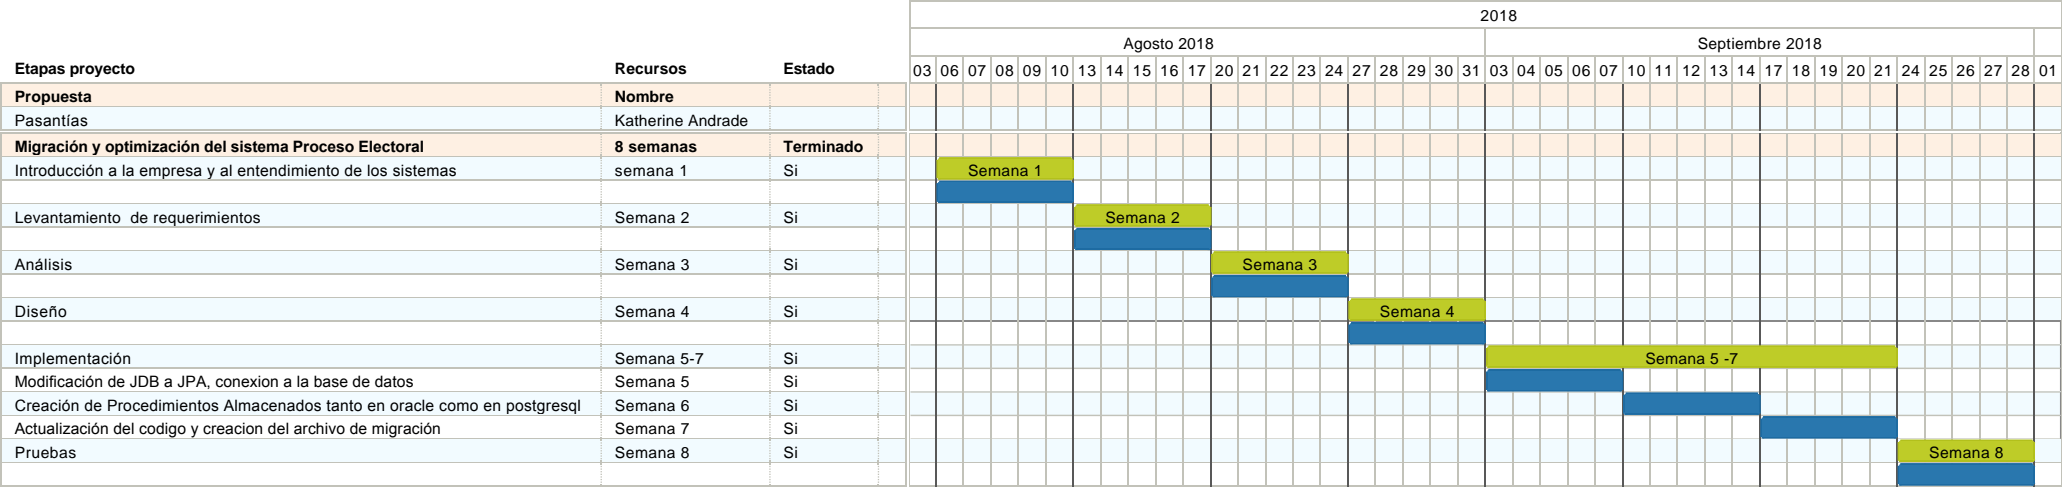 2018
Agosto 2018 Septiembre 2018
Etapas proyecto Recursos Estado 03 06 07 08 09 10 13 14 15 16 17 20 21 22 23 24 27 28 29 30 31 03 04 05 06 07 10 11 12 13 14 17 18 19 20 21 24 25 26 27 28 01
Propuesta Nombre
Pasantías Katherine Andrade
Migración y optimización del sistema Proceso Electoral 8 semanas Terminado
Introducción a la empresa y al entendimiento de los sistemas semana 1 Si Semana 1
Levantamiento de requerimientos Semana 2 Si Semana 2
Análisis Semana 3 Si Semana 3
Diseño Semana 4 Si Semana 4
Implementación Semana 5-7 Si Semana 5 -7
Modificación de JDB a JPA, conexion a la base de datos Semana 5 Si
Creación de Procedimientos Almacenados tanto en oracle como en postgresql Semana 6 Si
Actualización del codigo y creacion del archivo de migración Semana 7 Si
Pruebas Semana 8 Si Semana 8